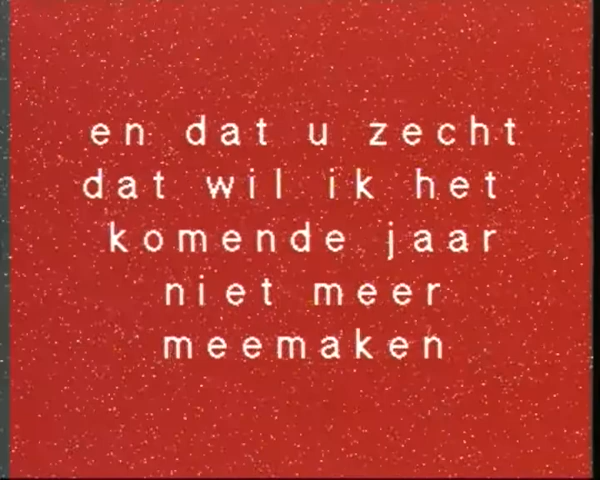 en dat u zecht
dat wil ik het
komende jaar
niet meer
meemaken